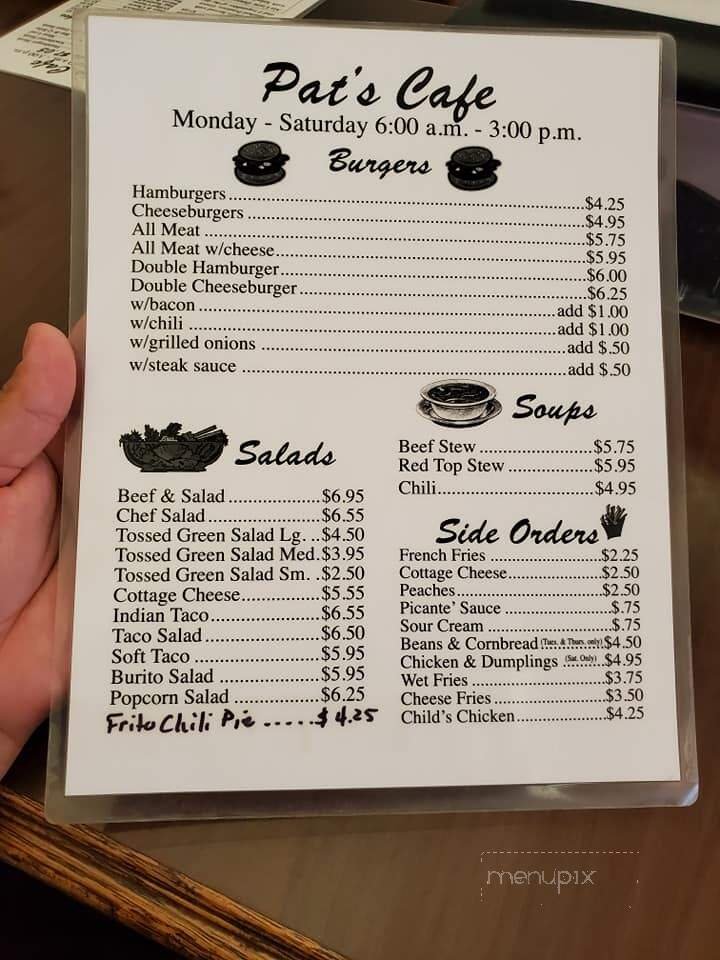 Pat's Cafe
Monday - Saturday 6:00 a.m. - 3:00 p.m.
Burgers
Hamburgers $4.25
Cheeseburgers $4.95
All Meat $5.75
All Meat w/cheese $5.95
Double Hamburger $6.00
Double Cheeseburger $6.25
w/bacon add $1.00
w/chili add $1.00
w/grilled onions add $.50
w/steak sauce add $.50
Salads
Beef & Salad $6.95
Chef Salad $6.55
Tossed Green Salad Lg. $4.50
Tossed Green Salad Med. $3.95
Tossed Green Salad Sm. $2.50
Cottage Cheese $5.55
Indian Taco $6.55
Taco Salad $6.50
Soft Taco $5.95
Burito Salad $5.95
Popcorn Salad $6.25
Frito Chili Pie $4.25
Soups
Beef Stew $5.75
Red Top Stew $5.95
Chili $4.95
Side Orders
French Fries $2.25
Cottage Cheese $2.50
Peaches $2.50
Picante' Sauce $.75
Sour Cream $.75
Beans & Cornbread (Tues. & Thurs. only) $4.50
Chicken & Dumplings (Sat. Only) $4.95
Wet Fries $3.75
Cheese Fries $3.50
Child's Chicken $4.25
menupix